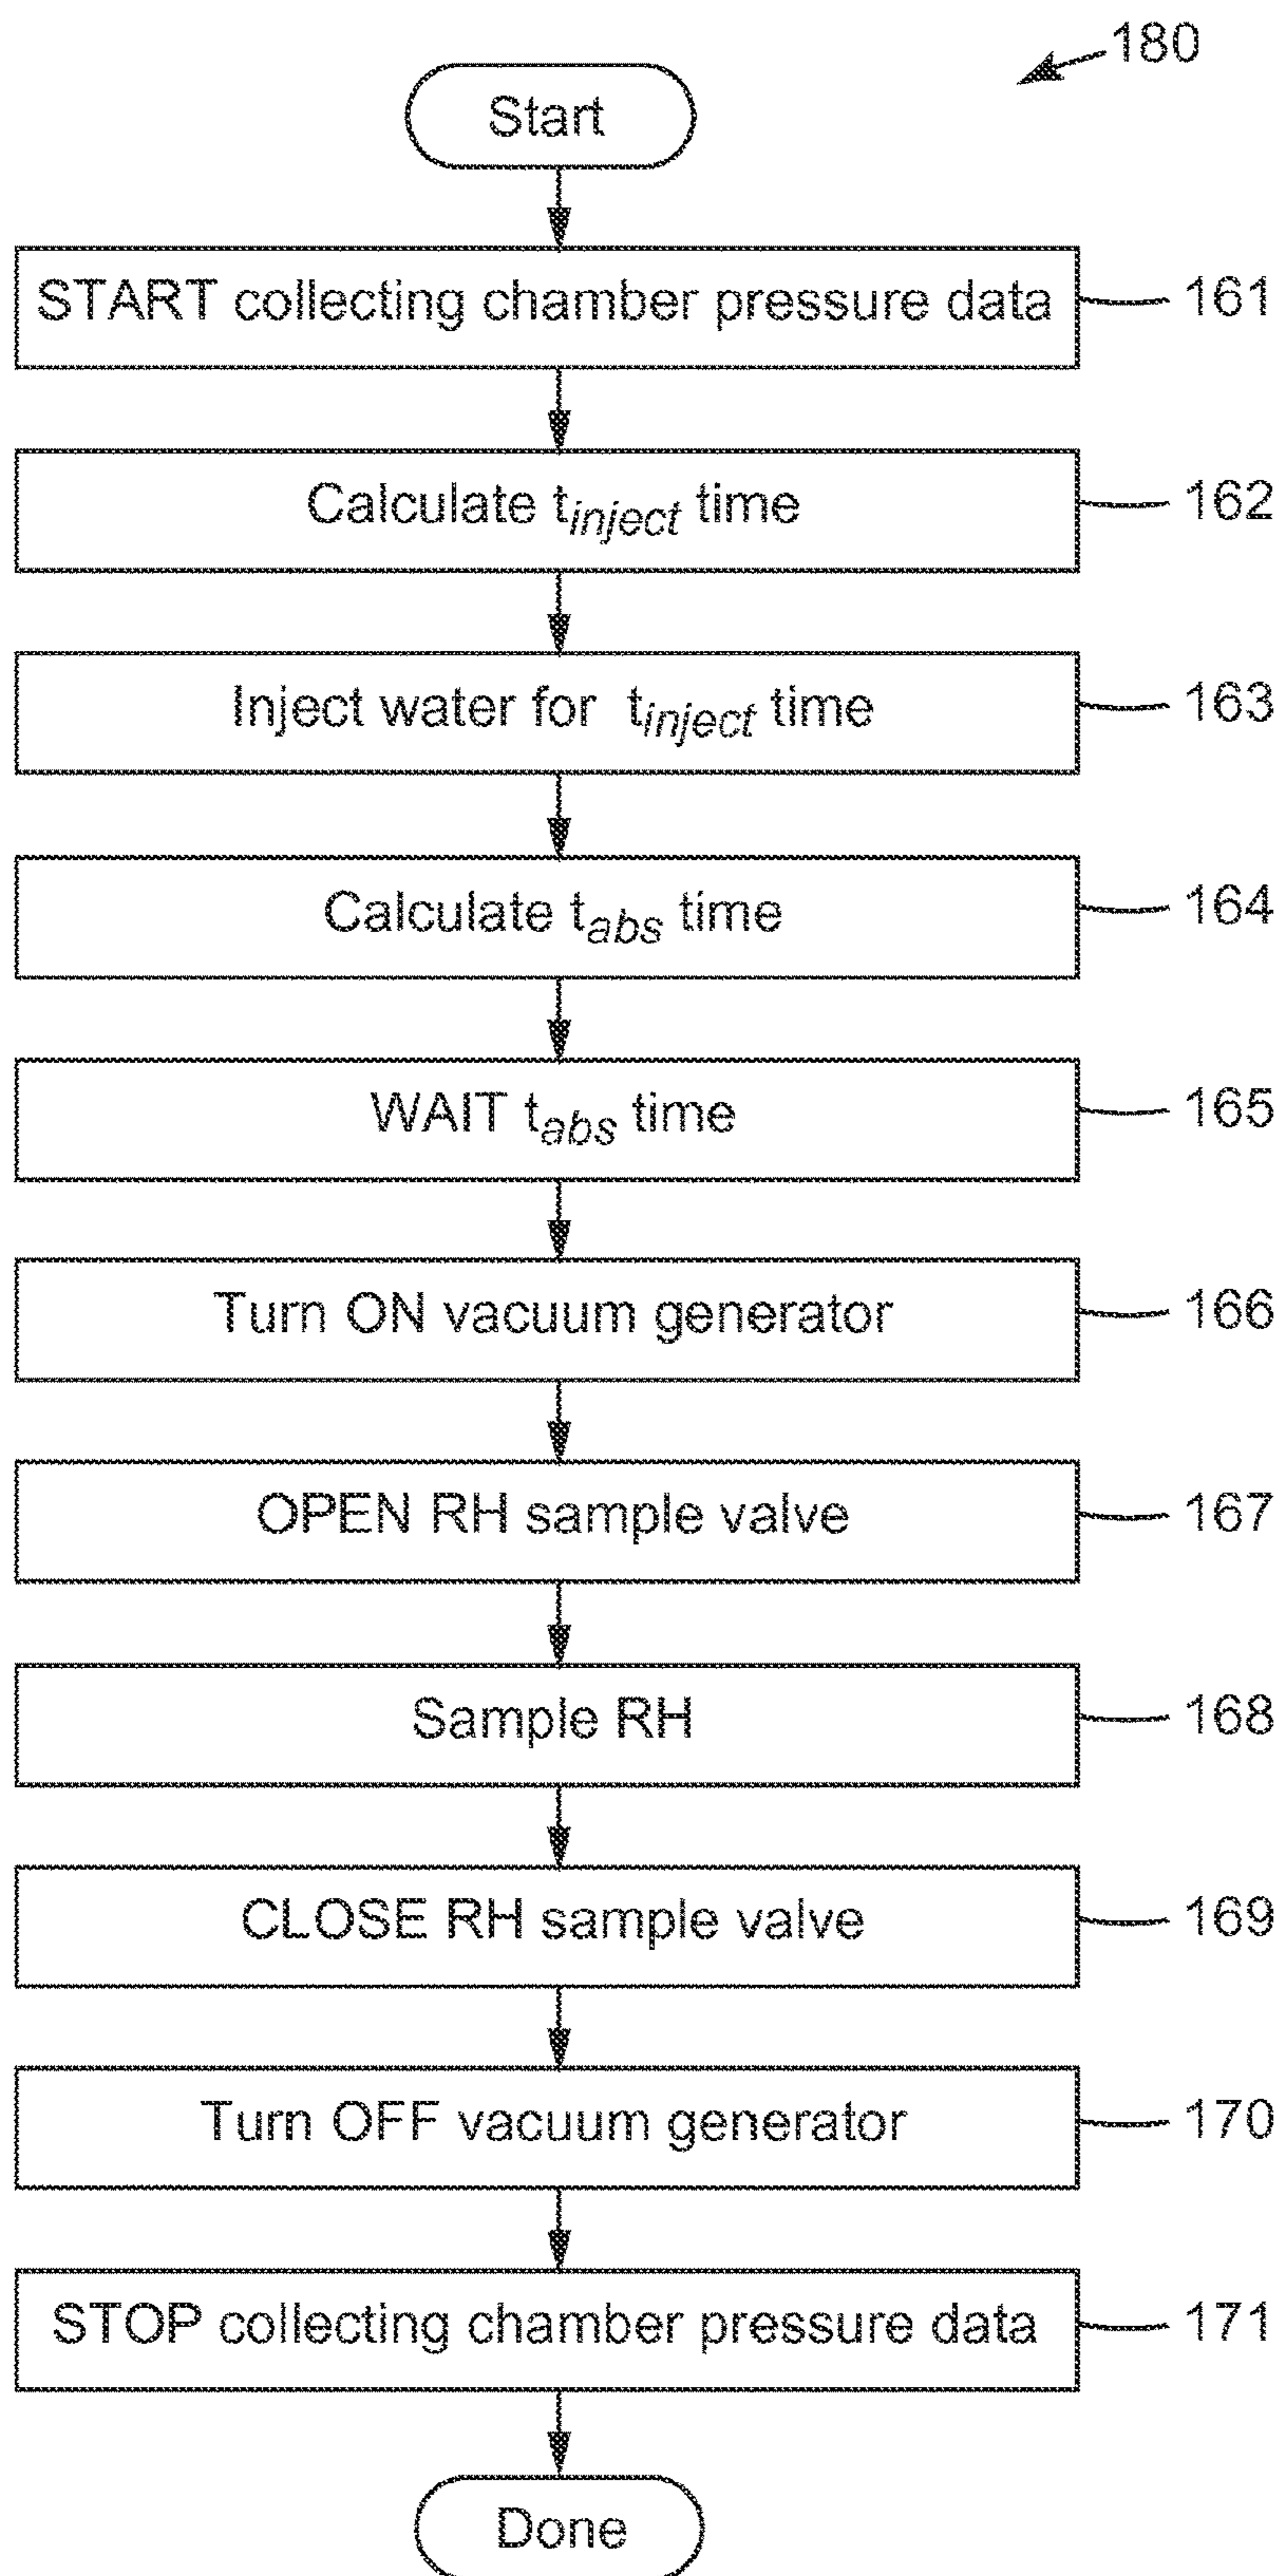 180
Start
START collecting chamber pressure data 161
Calculate tinject time 162
Inject water for tinject time 163
Calculate tabs time 164
WAIT tabs time 165
Turn ON vacuum generator 166
OPEN RH sample valve 167
Sample RH 168
CLOSE RH sample valve 169
Turn OFF vacuum generator 170
STOP collecting chamber pressure data 171
Done